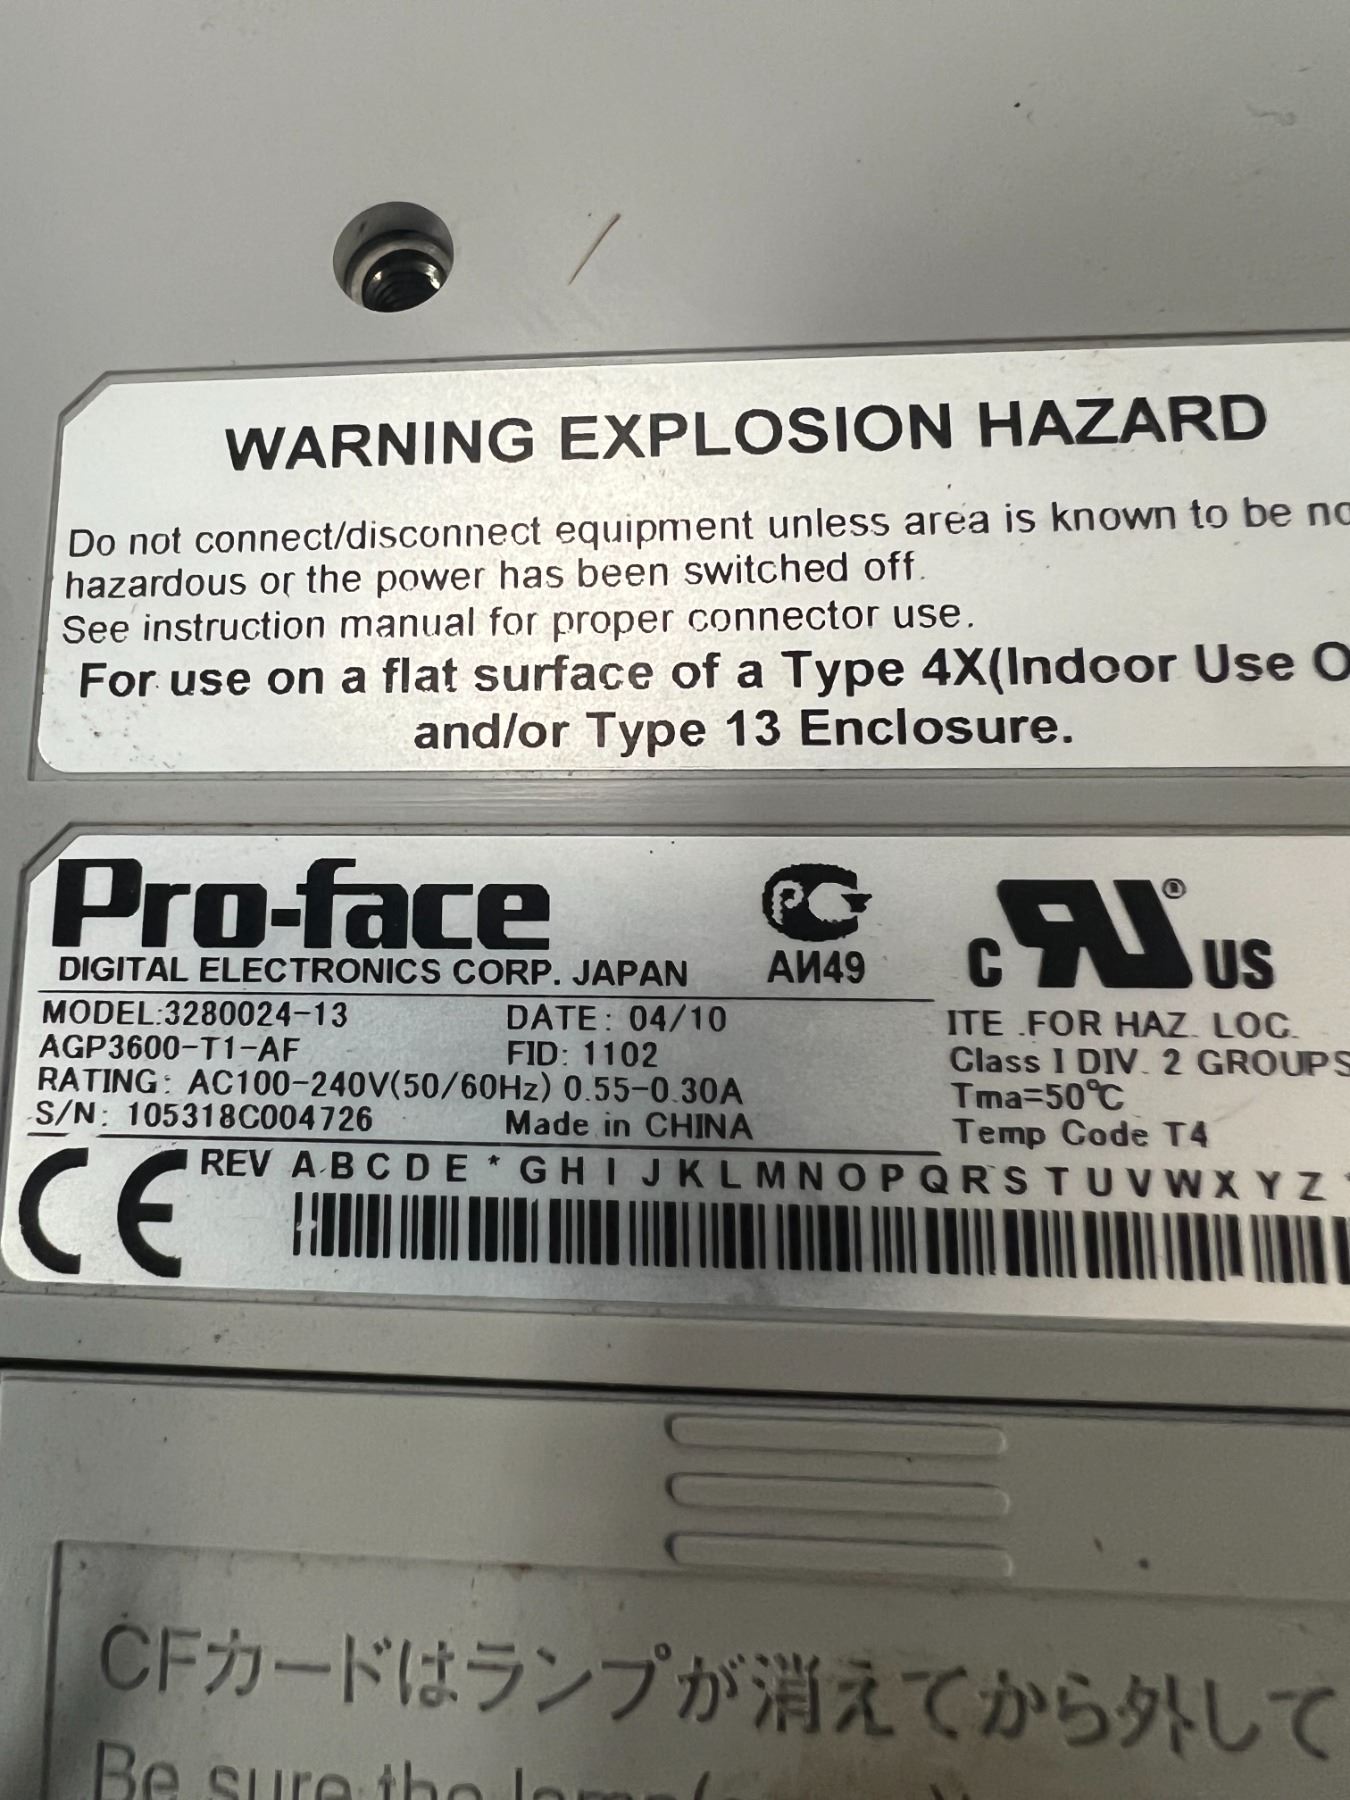 WARNING EXPLOSION HAZARD
Do not connect/disconnect equipment unless area is known to be
hazardous or the power has been switched off.
See instruction manual for proper connector use.
For use on a flat surface of a Type 4X(Indoor Use
and/or Type 13 Enclosure.
Pro-face
DIGITAL ELECTRONICS CORP. JAPAN
АИ49
C UR ® US
MODEL:3280024-13 DATE: 04/10
AGP3600-T1-AF FID: 1102
RATING: AC100-240V(50/60Hz) 0.55-0.30A
S/N: 105318C004726 Made in CHINA
ITE .FOR HAZ. LOC.
Class I DIV. 2 GROUPS
Tma=50℃
Temp Code T4
CE
REV A B C D E * G H I J K L M N O P Q R S T U V W X Y Z
CFカードはランプが消えてから外して
Be sure the